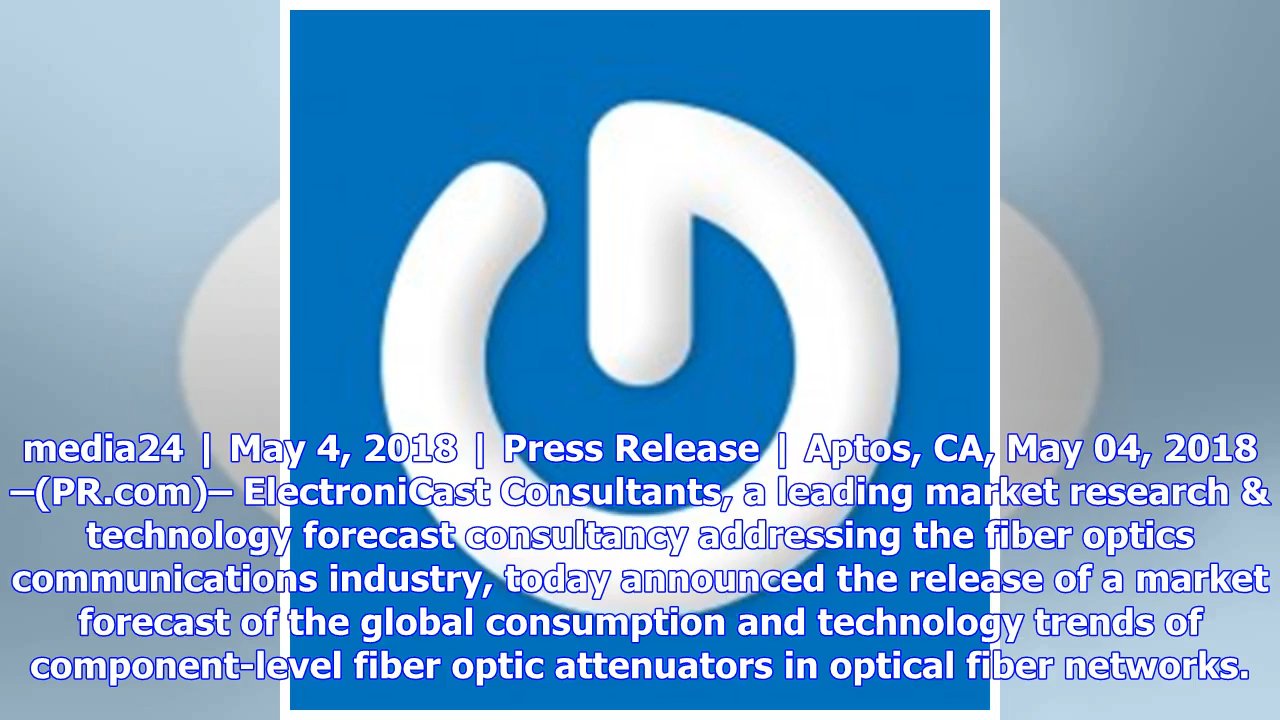 media24 | May 4, 2018 | Press Release | Aptos, CA, May 04, 2018
–(PR.com)– ElectroniCast Consultants, a leading market research &
technology forecast consultancy addressing the fiber optics
communications industry, today announced the release of a market
forecast of the global consumption and technology trends of
component-level fiber optic attenuators in optical fiber networks.